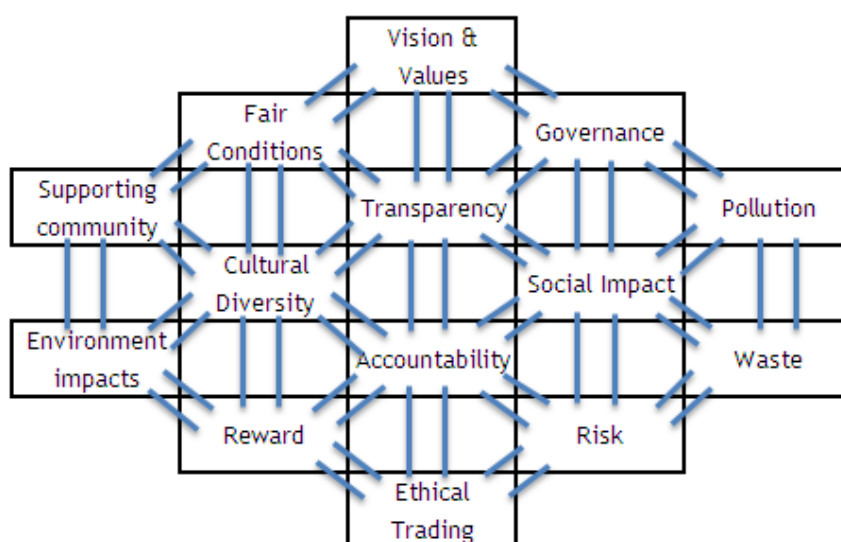 Vision &
Values
Fair
Conditions
Governance
Supporting
community
Transparency
Pollution
Cultural
Diversity
Social Impact
Environment
impacts
Accountability
Waste
Reward
Risk
Ethical
Trading